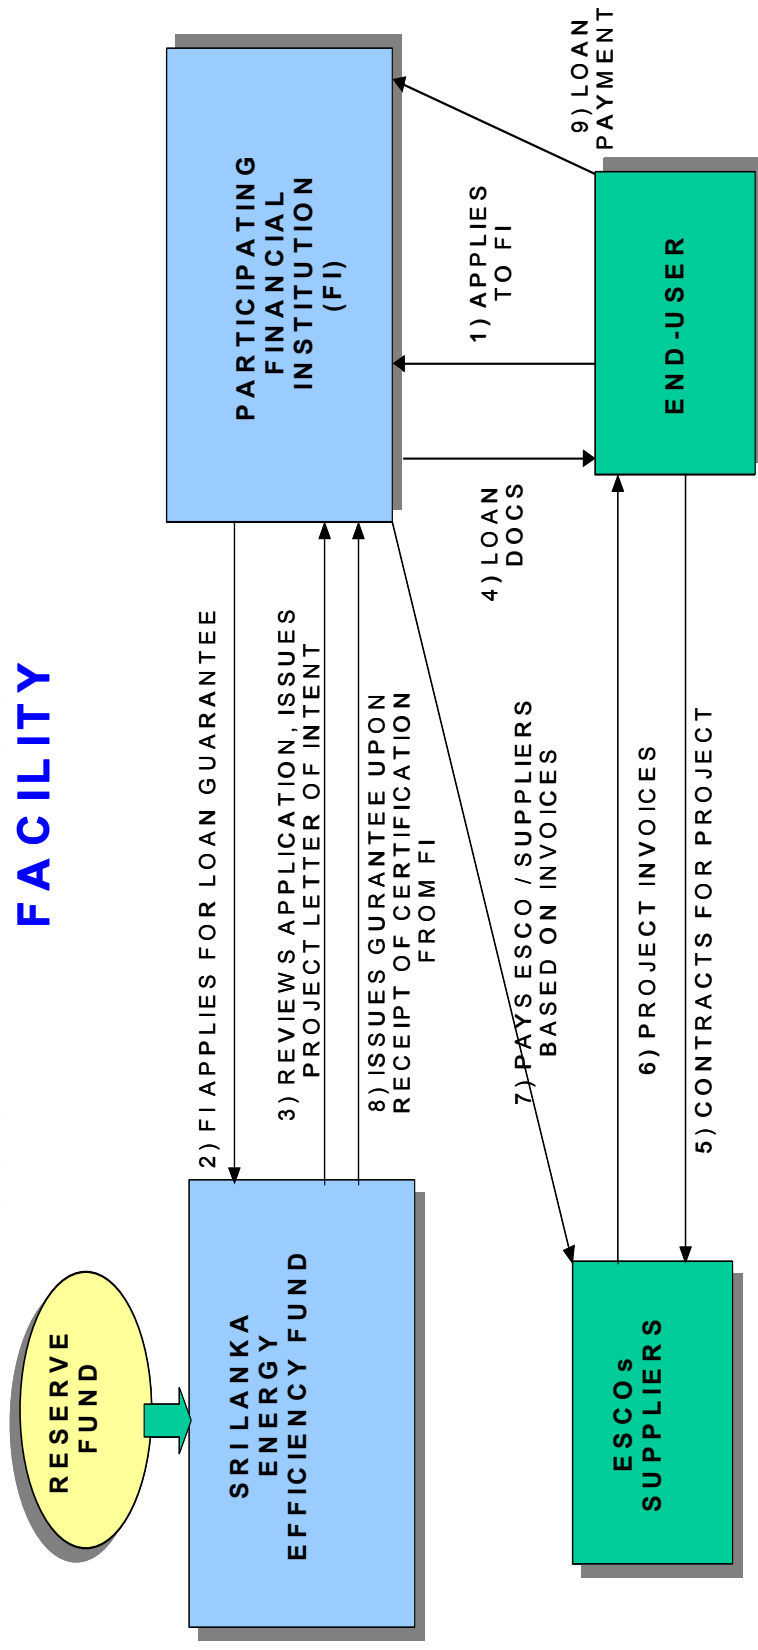 FACILITY
RESERVE
FUND
SRI LANKA
ENERGY
EFFICIENCY FUND
PARTICIPATING
FINANCIAL
INSTITUTION
(FI)
2) FI APPLIES FOR LOAN GUARANTEE
3) REVIEWS APPLICATION, ISSUES
PROJECT LETTER OF INTENT
8) ISSUES GURANTEE UPON
RECEIPT OF CERTIFICATION
FROM FI
1) APPLIES
TO FI
4) LOAN
DOCS
9) LOAN
PAYMENT
7) PAYS ESCO / SUPPLIERS
BASED ON INVOICES
6) PROJECT INVOICES
5) CONTRACTS FOR PROJECT
ESCOs
SUPPLIERS
END-USER